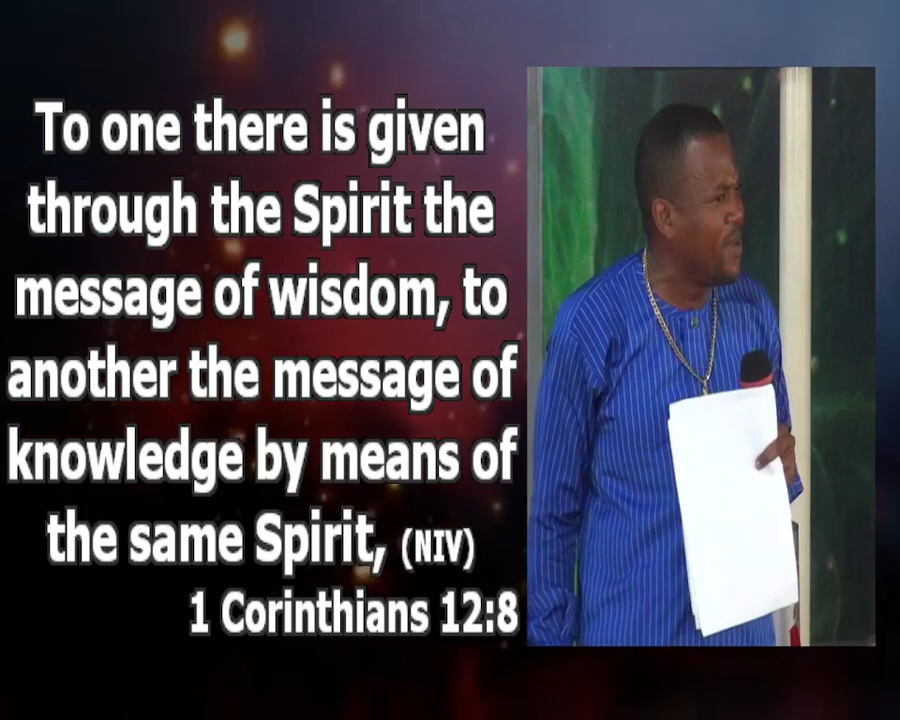 To one there is given
through the Spirit the
message of wisdom, to
another the message of
knowledge by means of
the same Spirit, (NIV)
1 Corinthians 12:8